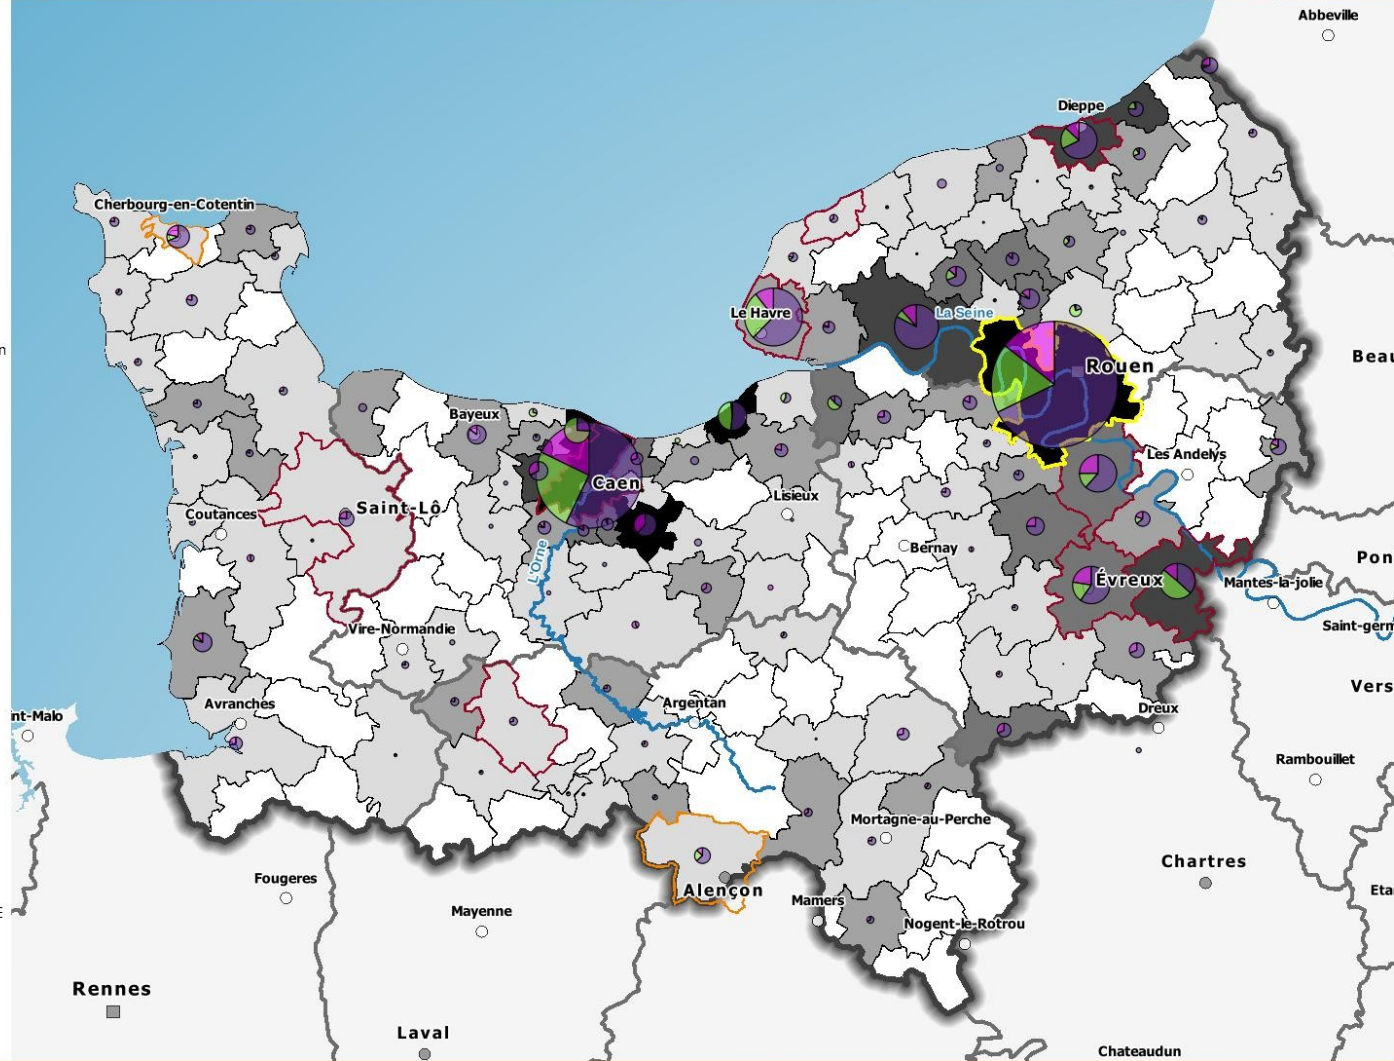 Abbeville
Dieppe
Cherbourg-en-Cotentin
Le Havre
La Seine
Rouen
Beau
Bayeux
Les Andelys
Caen
Lisieux
Saint-Lô
Coutances
Bernay
L'Orne
Pon
Évreux
Mantes-la-jolie
Saint-germ
Vire-Normandie
Vers
Avranches
Argentan
Dreux
nt-Malo
Rambouillet
Mortagne-au-Perche
Chartres
Fougeres
Alençon
Eta
Mamers
Mayenne
Nogent-le-Rotrou
Rennes
Laval
Chateaudun